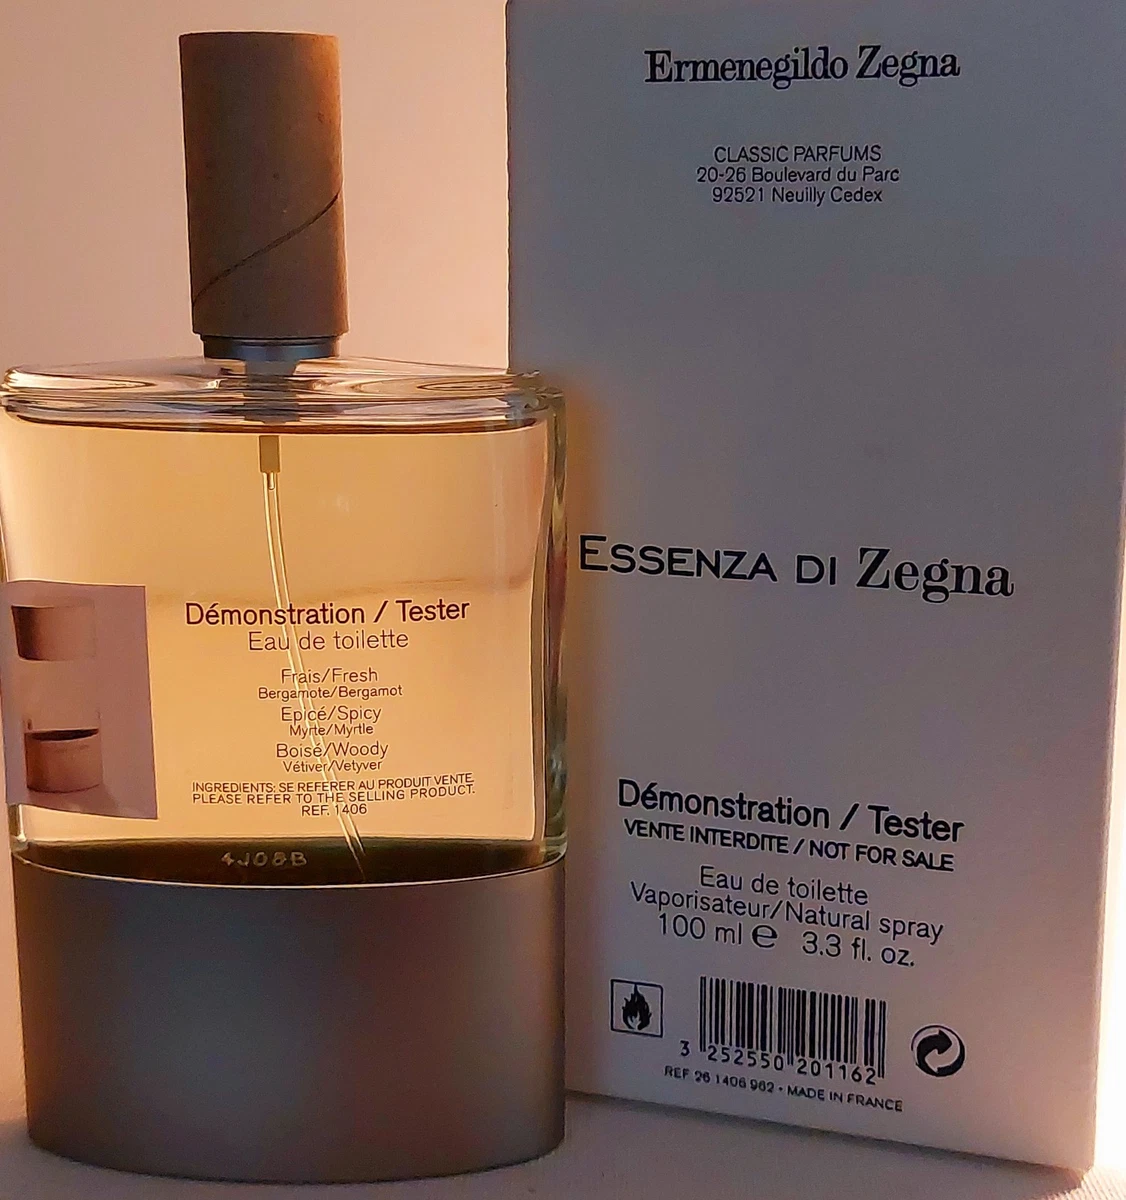 Démonstration / Tester
Eau de toilette
Frais/Fresh
Bergamote/Bergamot
Epicé/Spicy
Myrte/Myrtle
Boisé/Woody
Vétiver/Vetyver
INGREDIENTS: SE REFERER AU PRODUIT VENTE
PLEASE REFER TO THE SELLING PRODUCT.
REF. 1406
4J08B
Ermenegildo Zegna
CLASSIC PARFUMS
20-26 Boulevard du Parc
92521 Neuilly Cedex
ESSENZA DI Zegna
Démonstration / Tester
VENTE INTERDITE / NOT FOR SALE
Eau de toilette
Vaporisateur/Natural spray
100 ml e 3.3 fl. oz.
3 252550 201162
REF 26 1406 962 - MADE IN FRANCE